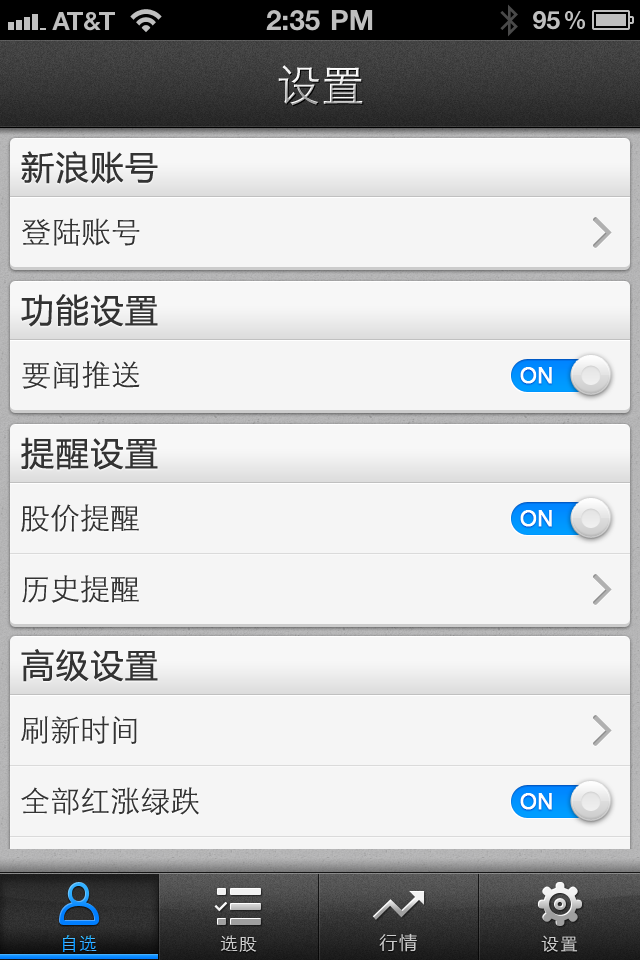 AT&T 2:35 PM 95%
设置
新浪账号
登陆账号
功能设置
要闻推送 ON
提醒设置
股价提醒 ON
历史提醒
高级设置
刷新时间
全部红涨绿跌 ON
自选 选股 行情 设置